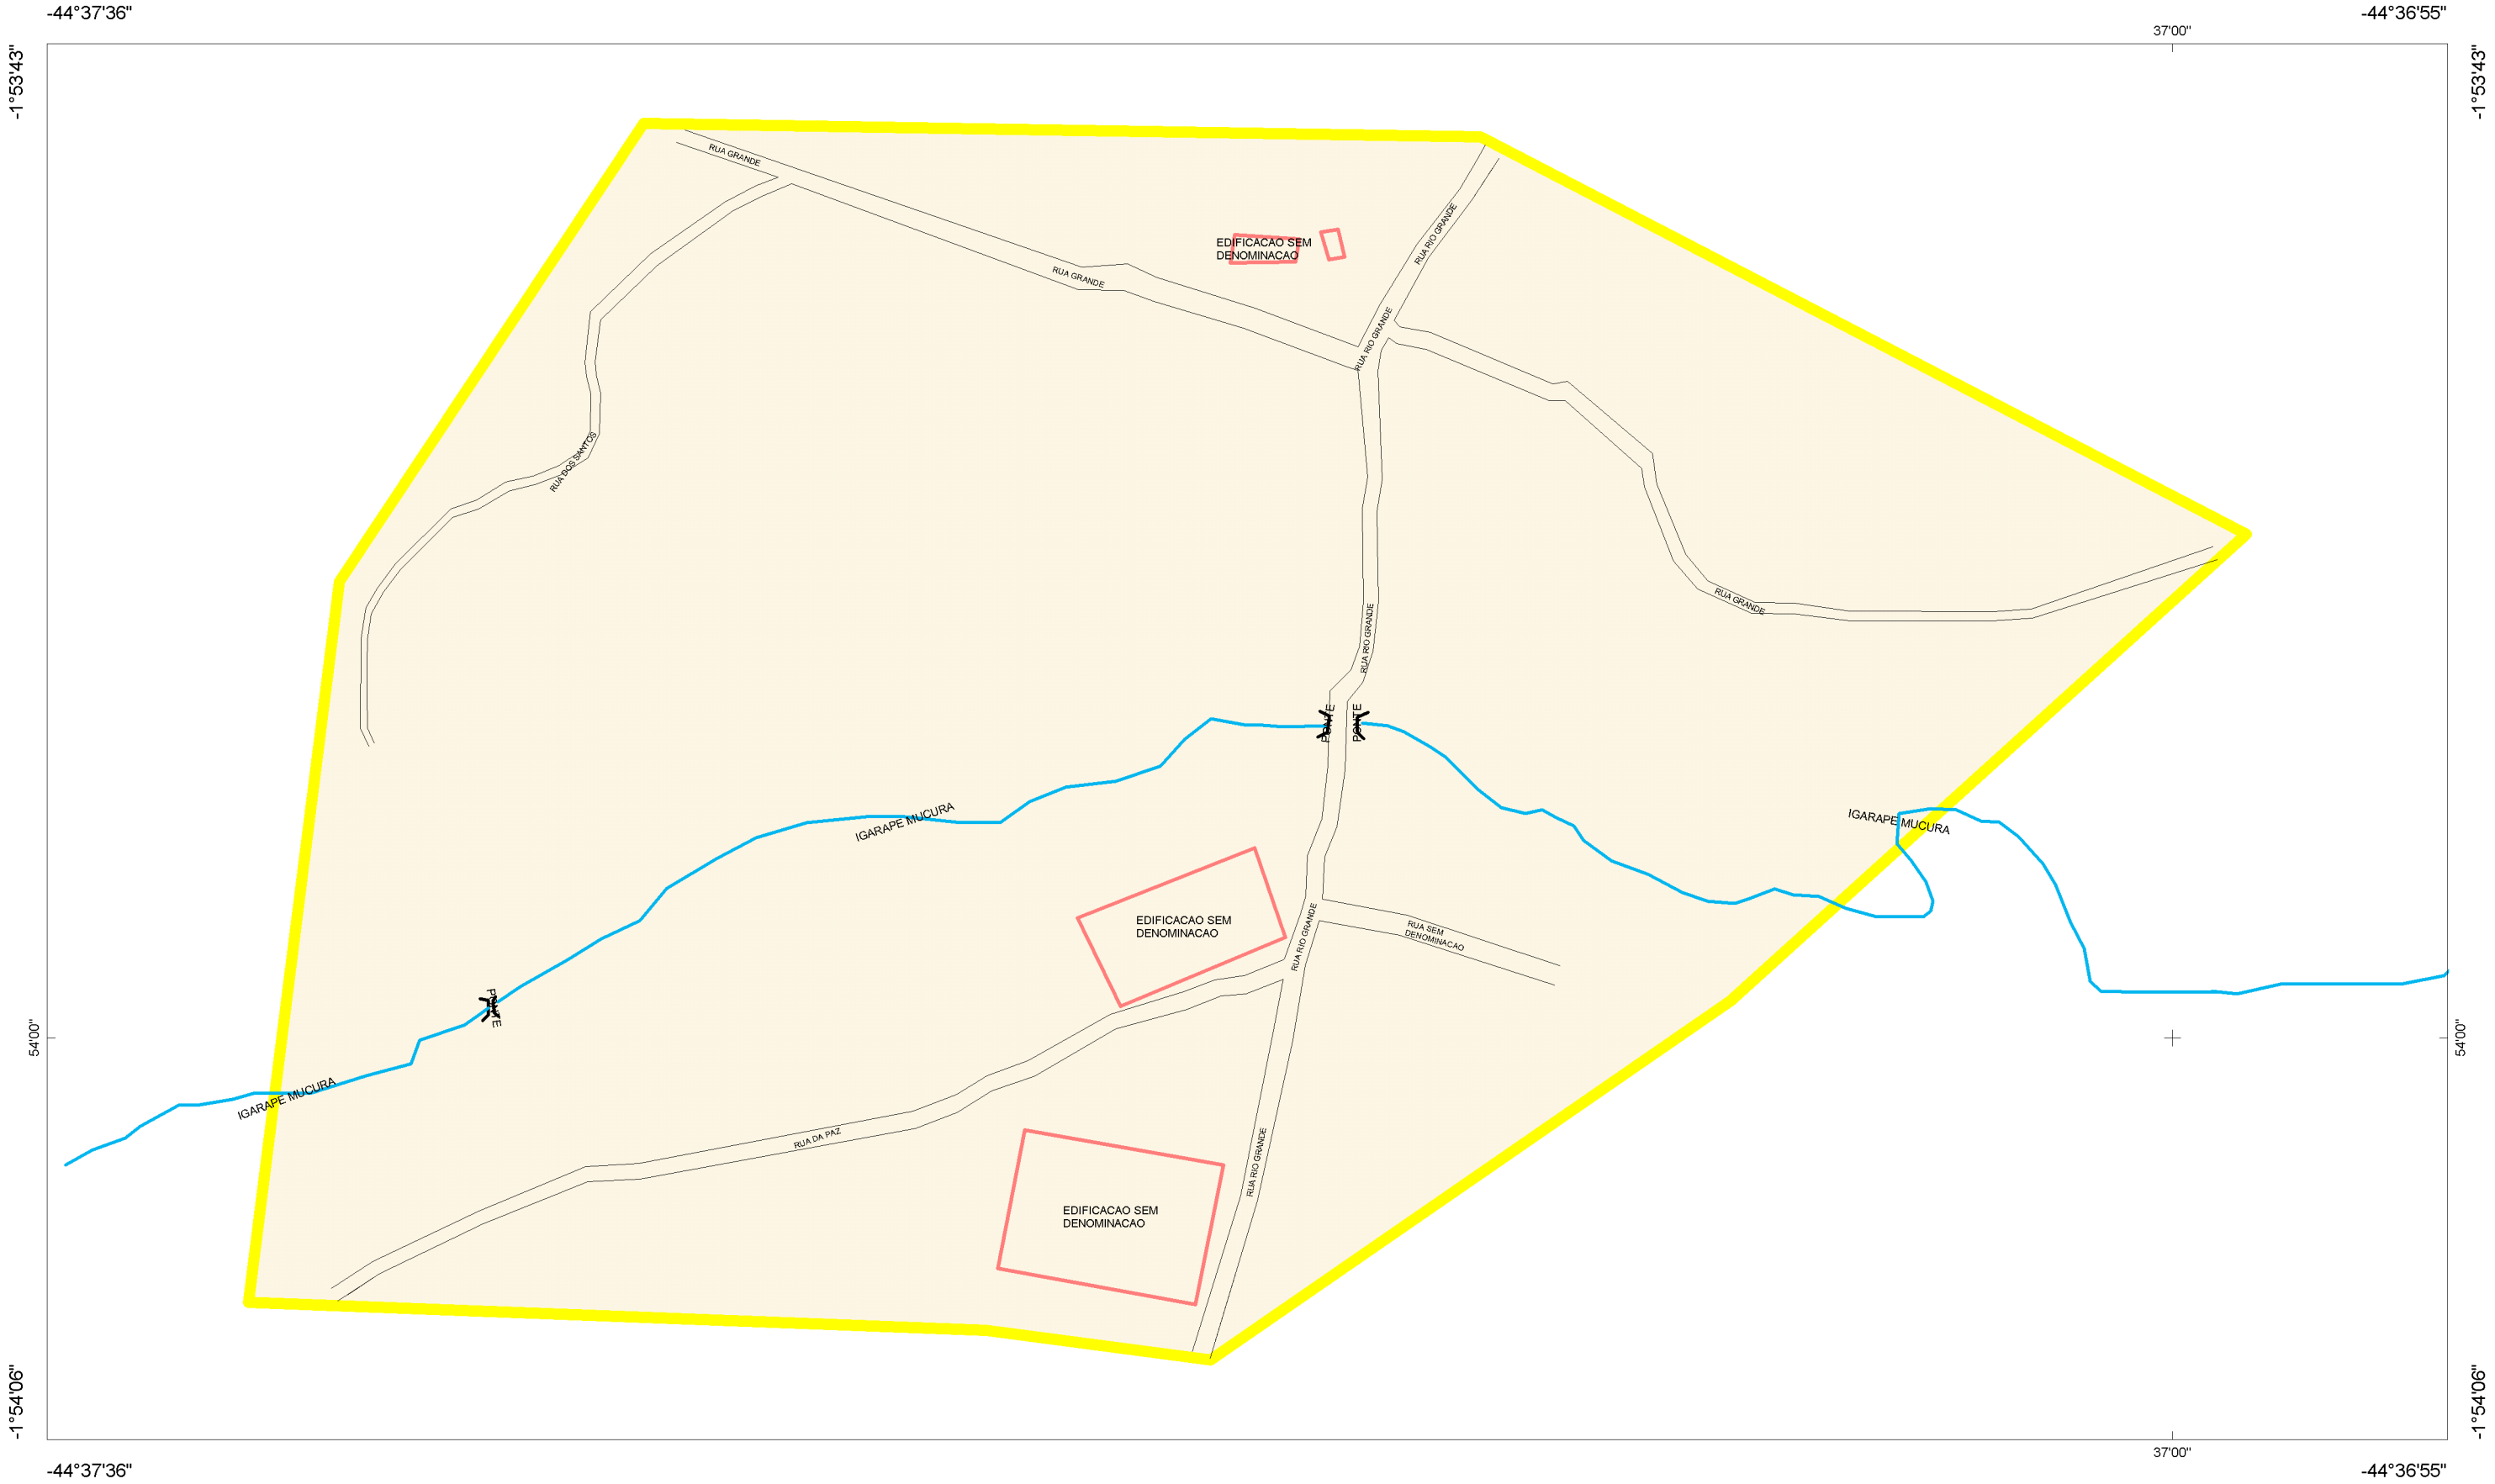 -44°37'36"
-44°36'55"
37'00"
-1°53'43"
-1°53'43"
RUA GRANDE
RUA RIO GRANDE
EDIFICACAO SEM
DENOMINACAO
RUA GRANDE
RUA RIO GRANDE
RUA DOS SANTOS
RUA GRANDE
RUA RIO GRANDE
PONTE
PONTE
IGARAPE MUCURA
IGARAPE MUCURA
EDIFICACAO SEM
DENOMINACAO
RUA RIO GRANDE
RUA SEM
DENOMINACAO
PONTE
54'00"
54'00"
IGARAPE MUCURA
RUA DA PAZ
RUA RIO GRANDE
EDIFICACAO SEM
DENOMINACAO
-1°54'06"
-1°54'06"
37'00"
-44°37'36"
-44°36'55"